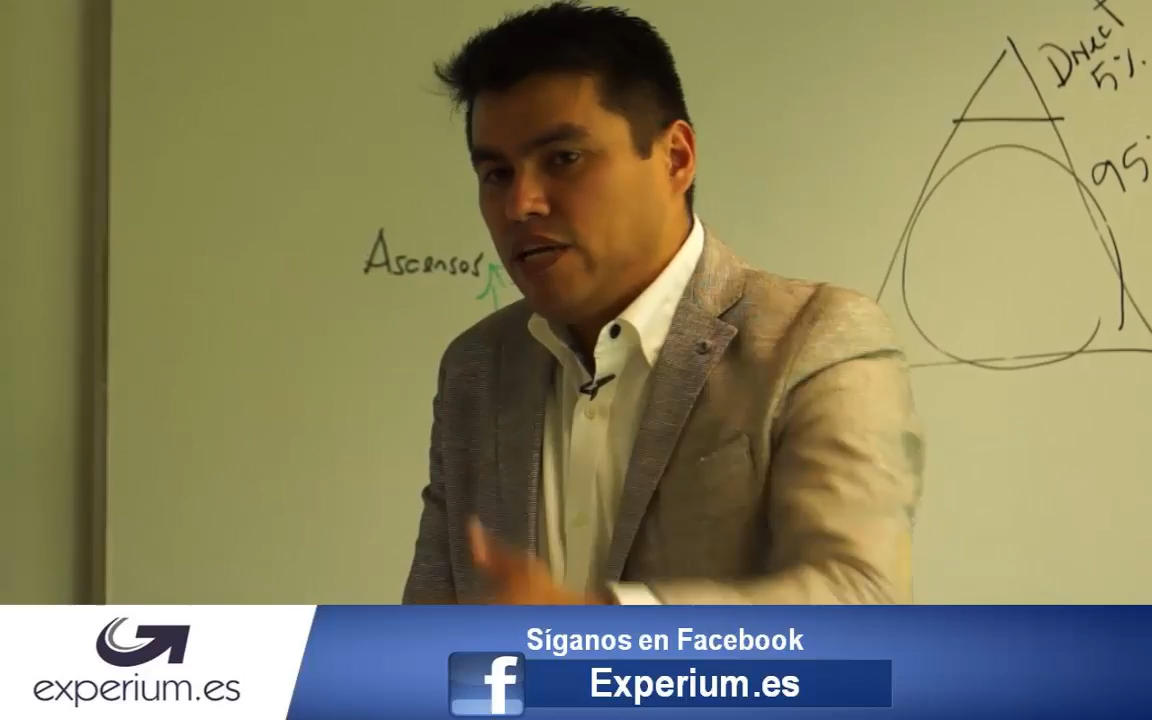 Direct
5%
95
Ascensos
Síganos en Facebook
f
Experium.es
experium.es